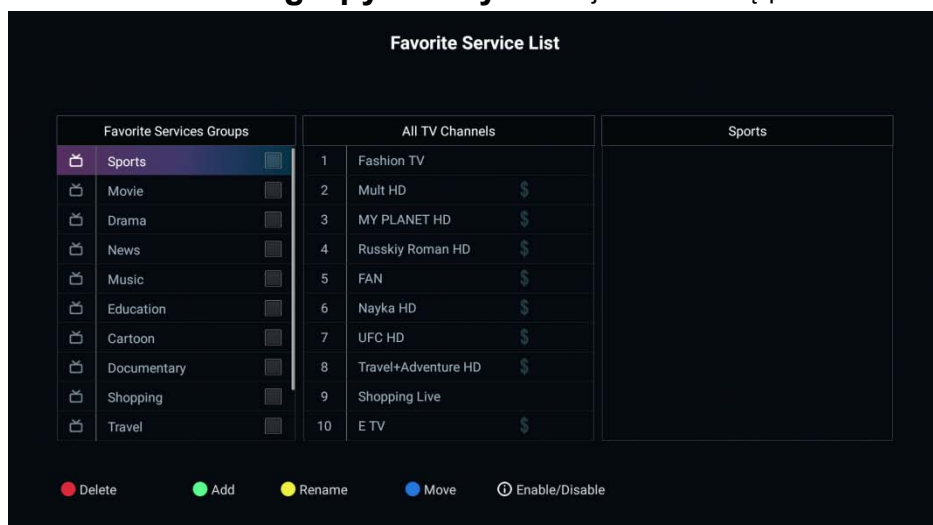 Favorite Service List
Favorite Services Groups
Sports
Movie
Drama
News
Music
Education
Cartoon
Documentary
Shopping
Travel
All TV Channels
1 Fashion TV
2 Mult HD $
3 MY PLANET HD $
4 Russkiy Roman HD $
5 FAN $
6 Nayka HD $
7 UFC HD $
8 Travel+Adventure HD $
9 Shopping Live
10 E TV $
Sports
Delete Add Rename Move Enable/Disable